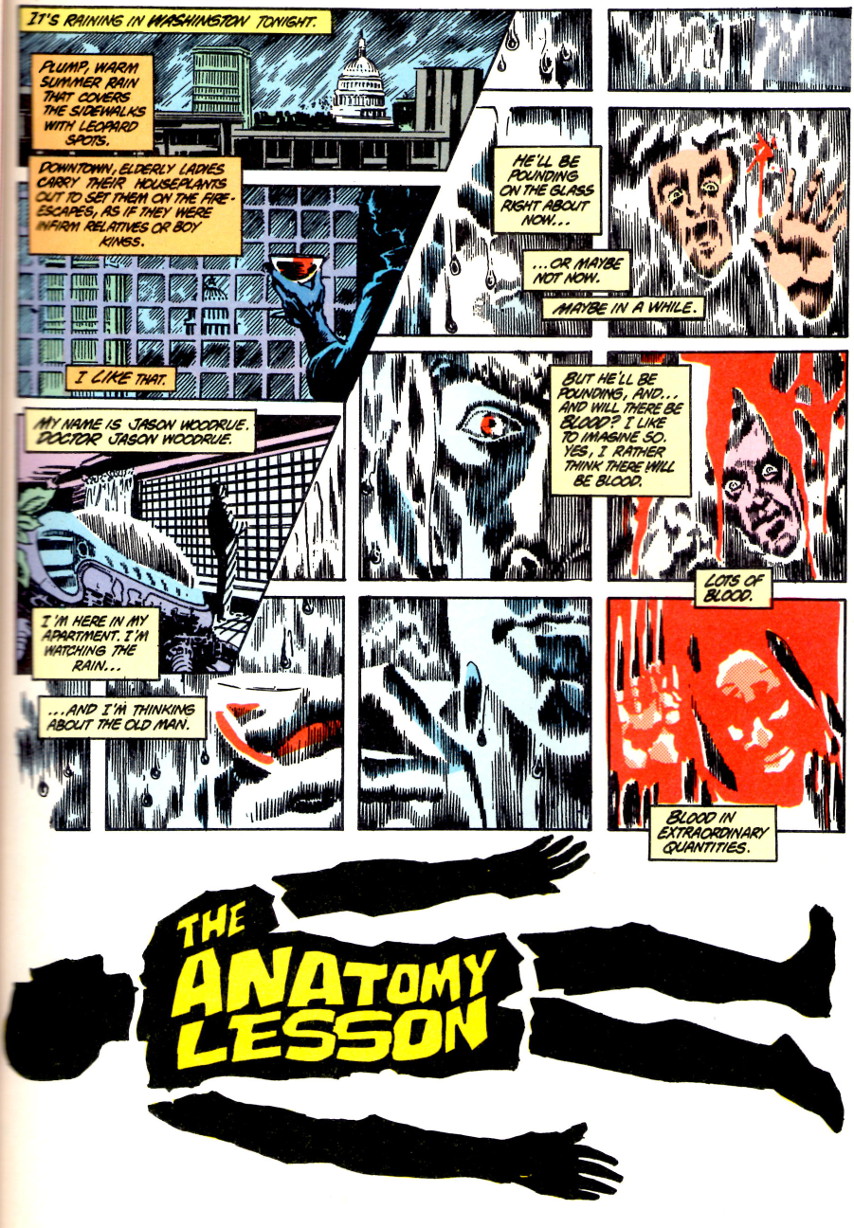 IT'S RAINING IN WASHINGTON TONIGHT.
PLUMP, WARM
SUMMER RAIN
THAT COVERS
THE SIDEWALKS
WITH LEOPARD
SPOTS.
DOWNTOWN, ELDERLY LADIES
CARRY THEIR HOUSEPLANTS
OUT TO SET THEM ON THE FIRE-
ESCAPES, AS IF THEY WERE
INFIRM RELATIVES OR BOY
KINGS.
I LIKE THAT.
MY NAME IS JASON WOODRUE.
DOCTOR JASON WOODRUE.
I'M HERE IN MY
APARTMENT. I'M
WATCHING THE
RAIN...
...AND I'M THINKING
ABOUT THE OLD MAN.
HE'LL BE
POUNDING
ON THE GLASS
RIGHT ABOUT
NOW...
...OR MAYBE
NOT NOW.
MAYBE IN A WHILE.
BUT HE'LL BE
POUNDING, AND...
AND WILL THERE BE
BLOOD? I LIKE
TO IMAGINE SO.
YES, I RATHER
THINK THERE WILL
BE BLOOD.
LOTS OF
BLOOD.
BLOOD IN
EXTRAORDINARY
QUANTITIES.
THE
ANATOMY
LESSON